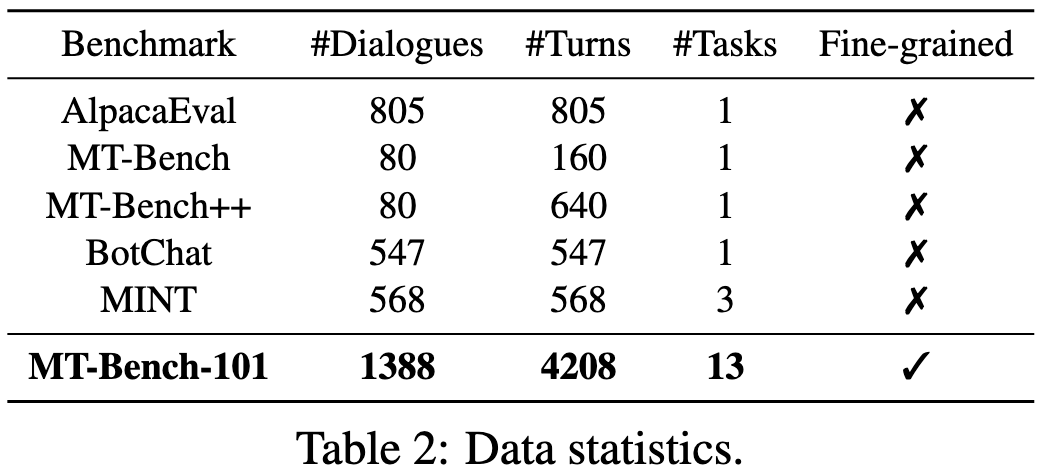 Benchmark #Dialogues #Turns #Tasks Fine-grained
AlpacaEval 805 805 1 ✗
MT-Bench 80 160 1 ✗
MT-Bench++ 80 640 1 ✗
BotChat 547 547 1 ✗
MINT 568 568 3 ✗
MT-Bench-101 1388 4208 13 ✓
Table 2: Data statistics.